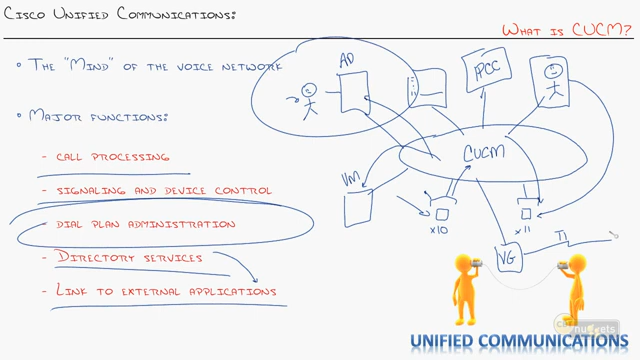 Cisco Unified Communications:
What is CUCM?
The "Mind" of the voice network
Major functions:
- call processing
- signaling and device control
- dial plan administration
- Directory services
- Link to external applications
AD
IPCC
CUCM
VM
x10
x11
VG
T1
nuggets
UNIFIED COMMUNICATIONS